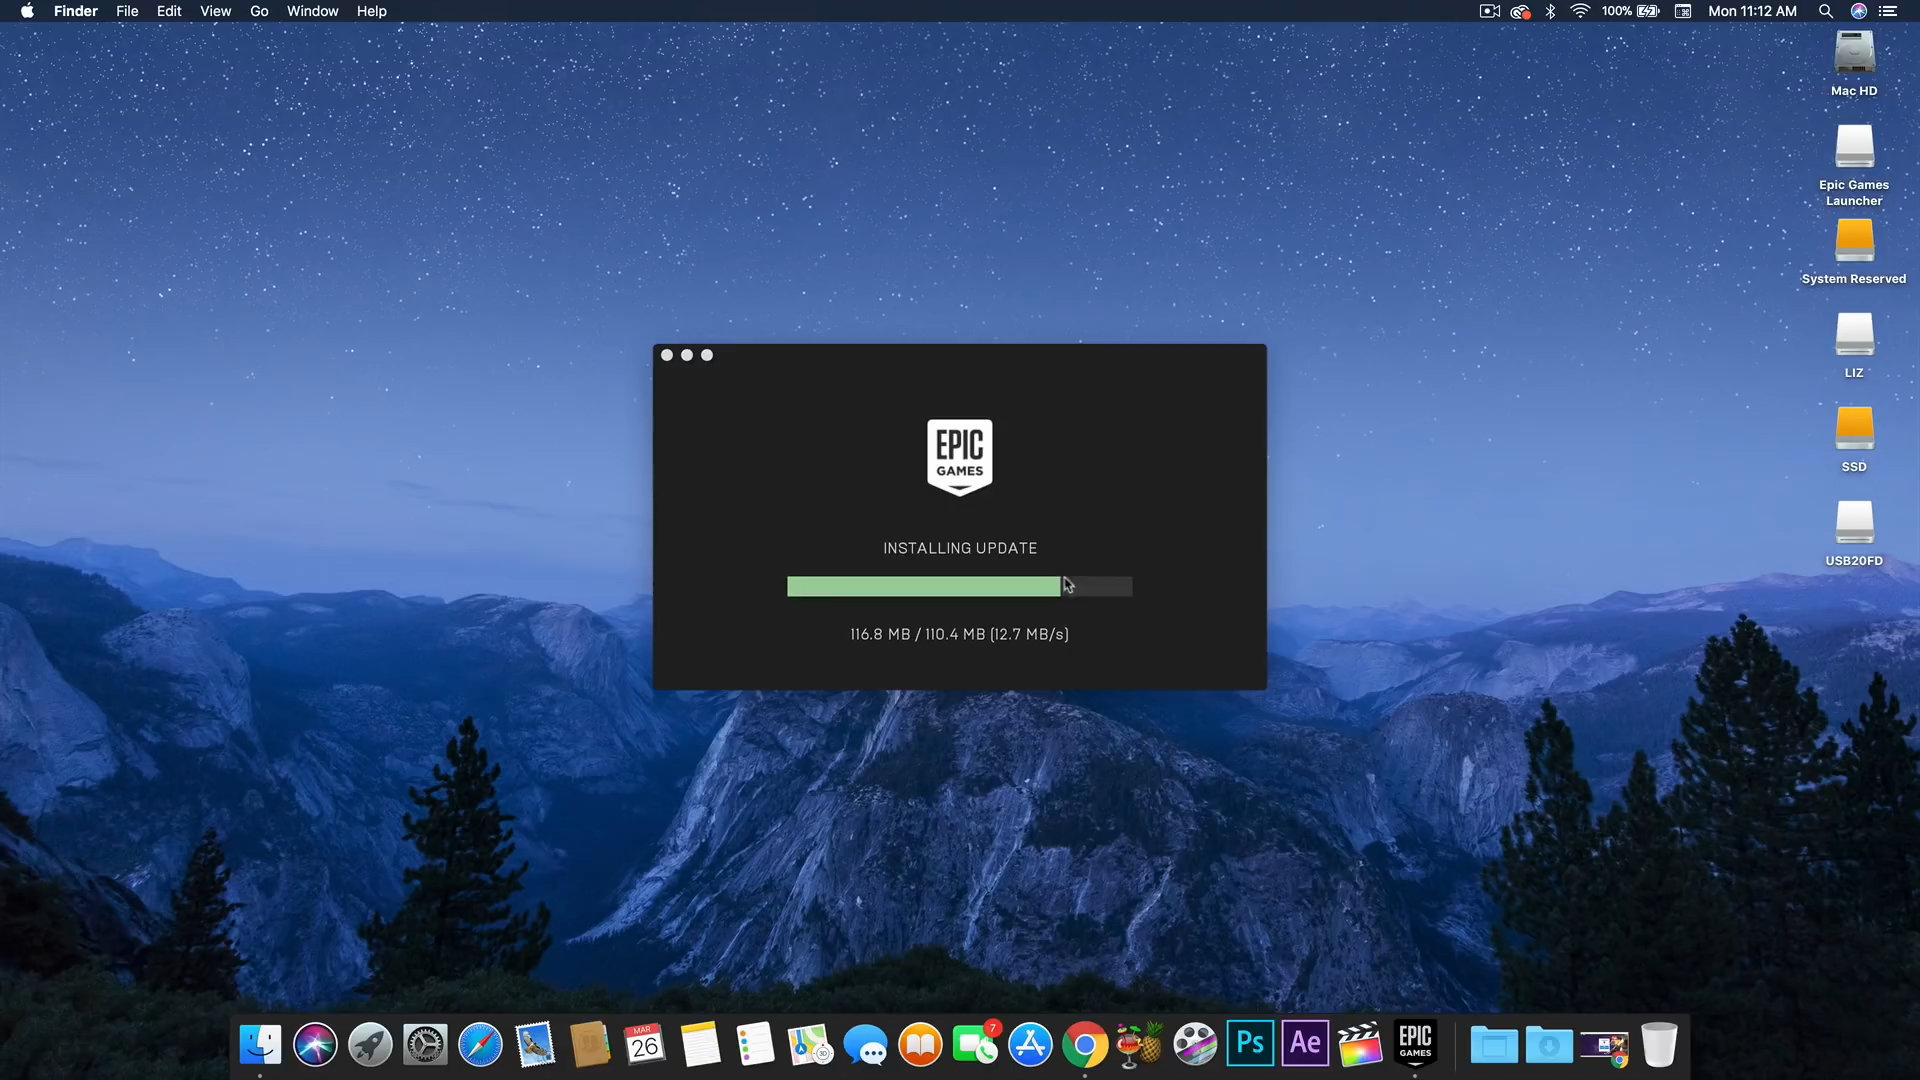 Finder File Edit View Go Window Help
100% Mon 11:12 AM
Mac HD
Epic Games
Launcher
System Reserved
LIZ
SSD
USB20FD
EPIC
GAMES
INSTALLING UPDATE
116.8 MB / 110.4 MB (12.7 MB/s)
MAR
26
3D
7
Ps
Ae
EPIC
GAMES